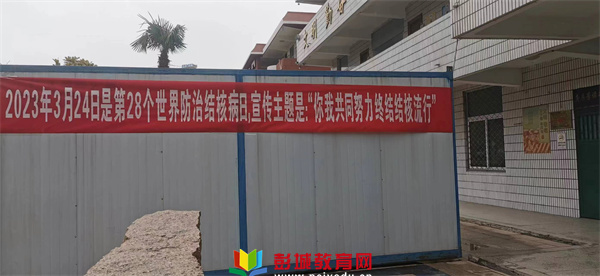 2023年3月24日是第28个世界防治结核病日,宣传主题是:“你我共同努力 终结结核流行”
彭城教育网